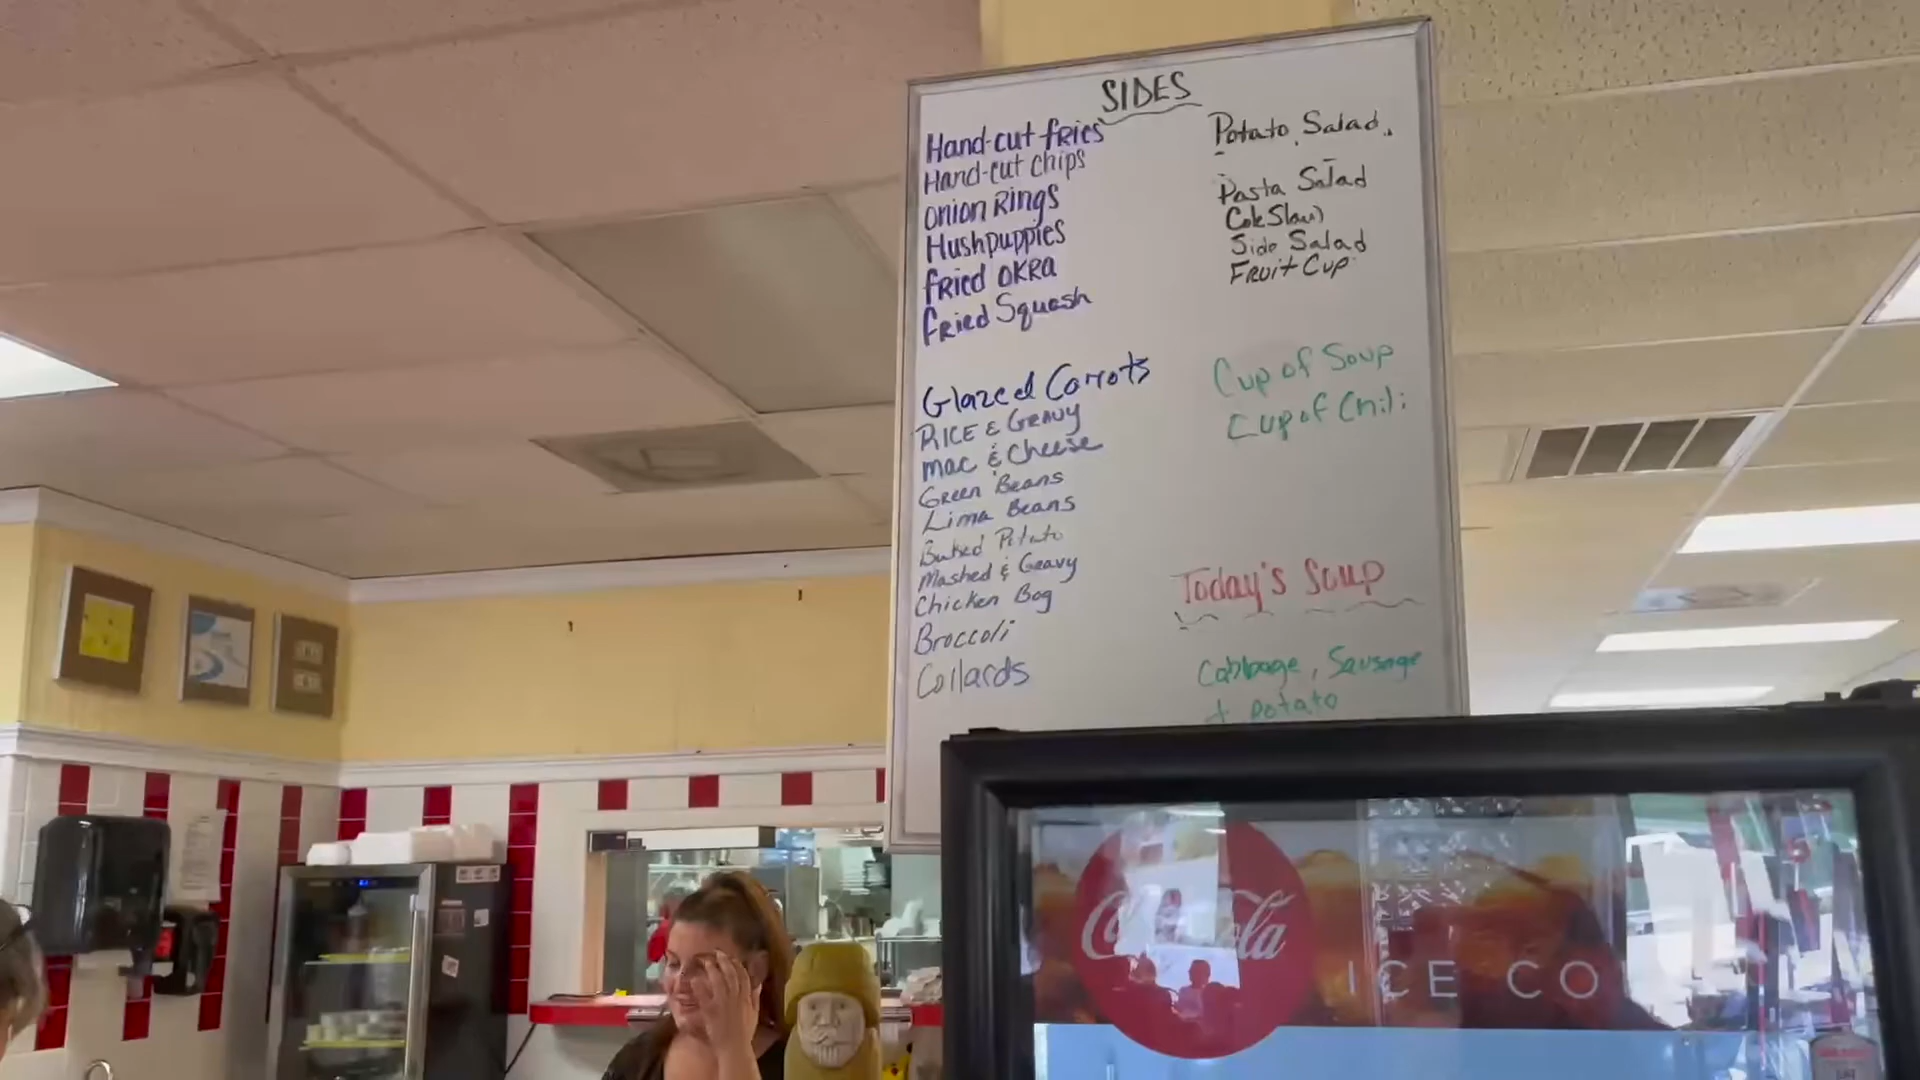 SIDES
Hand-cut fries
Hand-cut chips
Onion Rings
Hushpuppies
fried OKRA
fried Squash
Glazed Carrots
RICE & Gravy
mac & Cheese
Green Beans
Lima Beans
Baked Potato
Mashed & Gravy
Chicken Bog
Broccoli
Collards
Potato Salad
Pasta Salad
Cole Slaw
Side Salad
Fruit Cup
Cup of Soup
Cup of Chili
Today's Soup
Cabbage, Sausage
+ Potato
Coca-Cola
ICE CO